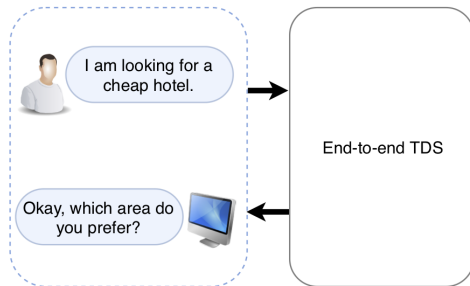 I am looking for a
cheap hotel.
End-to-end TDS
Okay, which area do
you prefer?